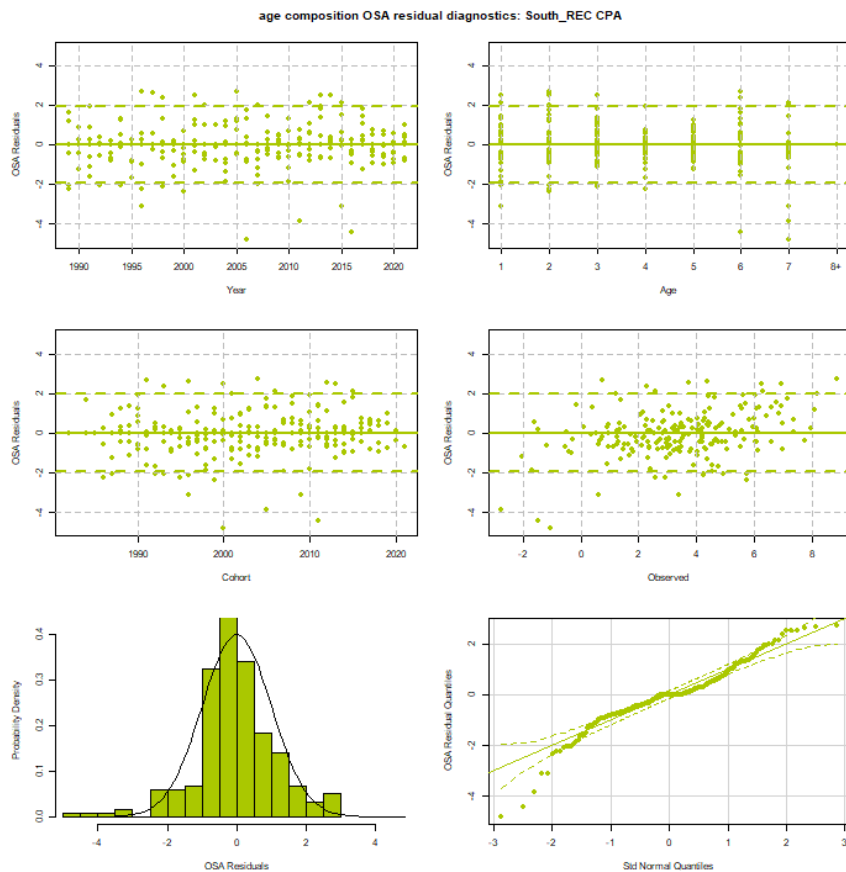 age composition OSA residual diagnostics: South_REC CPA
OSA Residuals
4
2
0
-2
-4
1990 1995 2000 2005 2010 2015 2020
Year
OSA Residuals
4
2
0
-2
-4
1 2 3 4 5 6 7 8+
Age
OSA Residuals
4
2
0
-2
-4
1990 2000 2010 2020
Cohort
OSA Residuals
4
2
0
-2
-4
-2 0 2 4 6 8
Observed
Probability Density
0.4
0.3
0.2
0.1
0.0
-4 -2 0 2 4
OSA Residuals
OSA Residual Quantiles
2
0
-2
-4
-3 -2 -1 0 1 2 3
Std Normal Quantiles